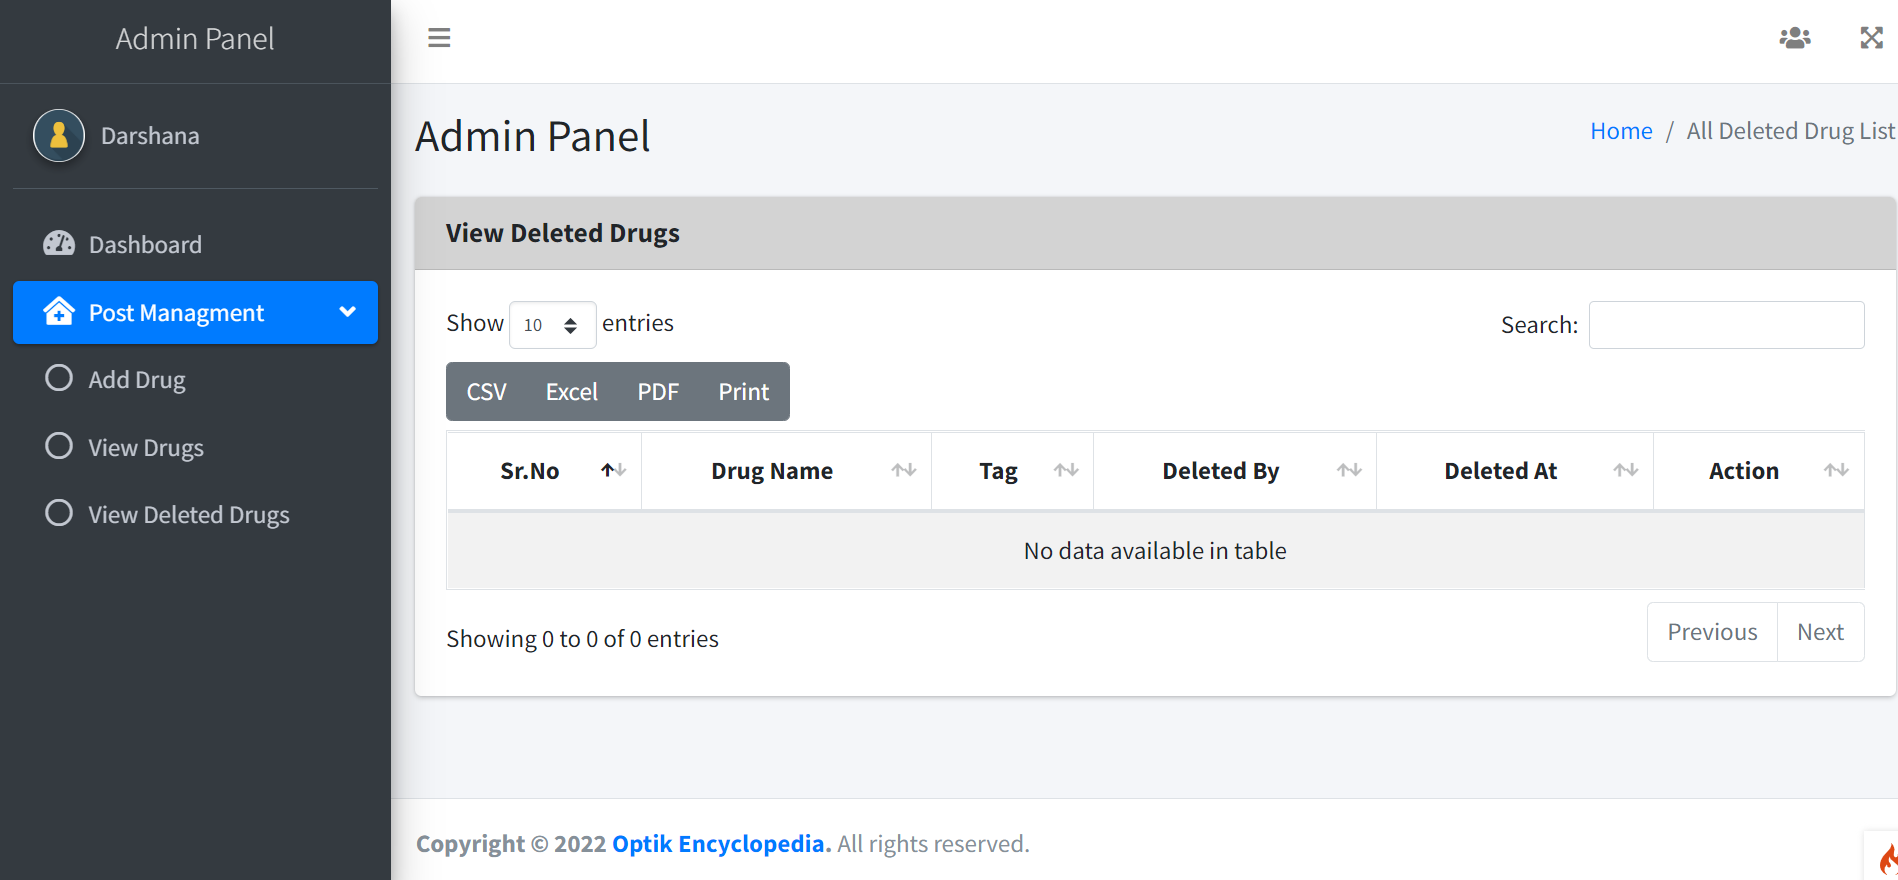 Admin Panel
Darshana
Dashboard
Post Managment
Add Drug
View Drugs
View Deleted Drugs
Admin Panel
Home / All Deleted Drug List
View Deleted Drugs
Show 10 entries
Search:
CSV Excel PDF Print
Sr.No Drug Name Tag Deleted By Deleted At Action
No data available in table
Showing 0 to 0 of 0 entries
Previous Next
Copyright © 2022 Optik Encyclopedia. All rights reserved.